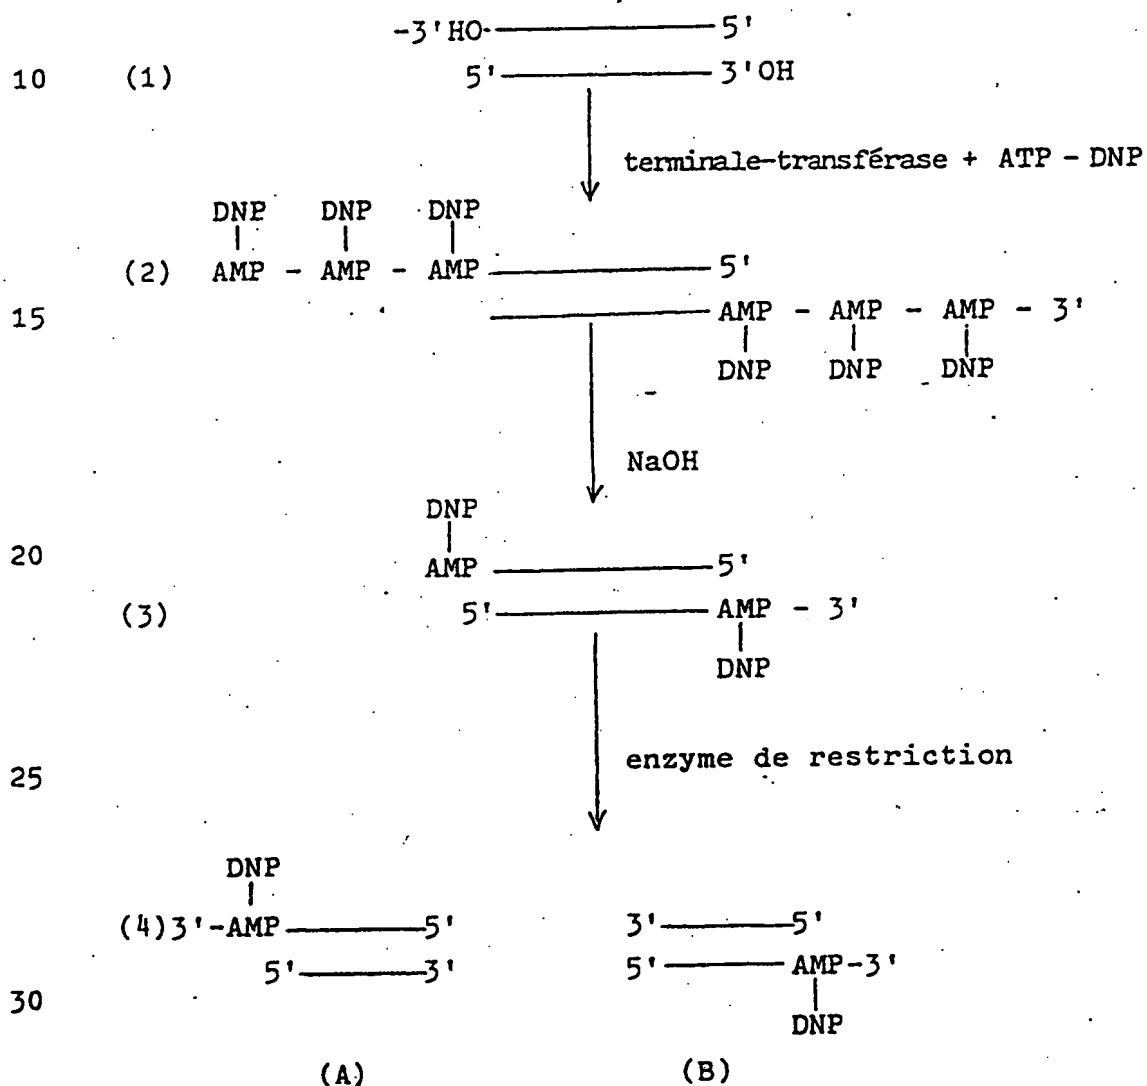 -3'HO 5'
10 (1) 5' 3'OH
terminale-transférase + ATP - DNP
DNP DNP DNP
(2) AMP - AMP - AMP 5'
15 AMP - AMP - AMP - 3'
DNP DNP DNP
NaOH
DNP
20
AMP 5'
(3) 5' AMP - 3'
DNP
enzyme de restriction
25
DNP
(4) 3'-AMP 5' 3' 5'
5' 3' 5' AMP-3'
30
DNP
(A) (B)